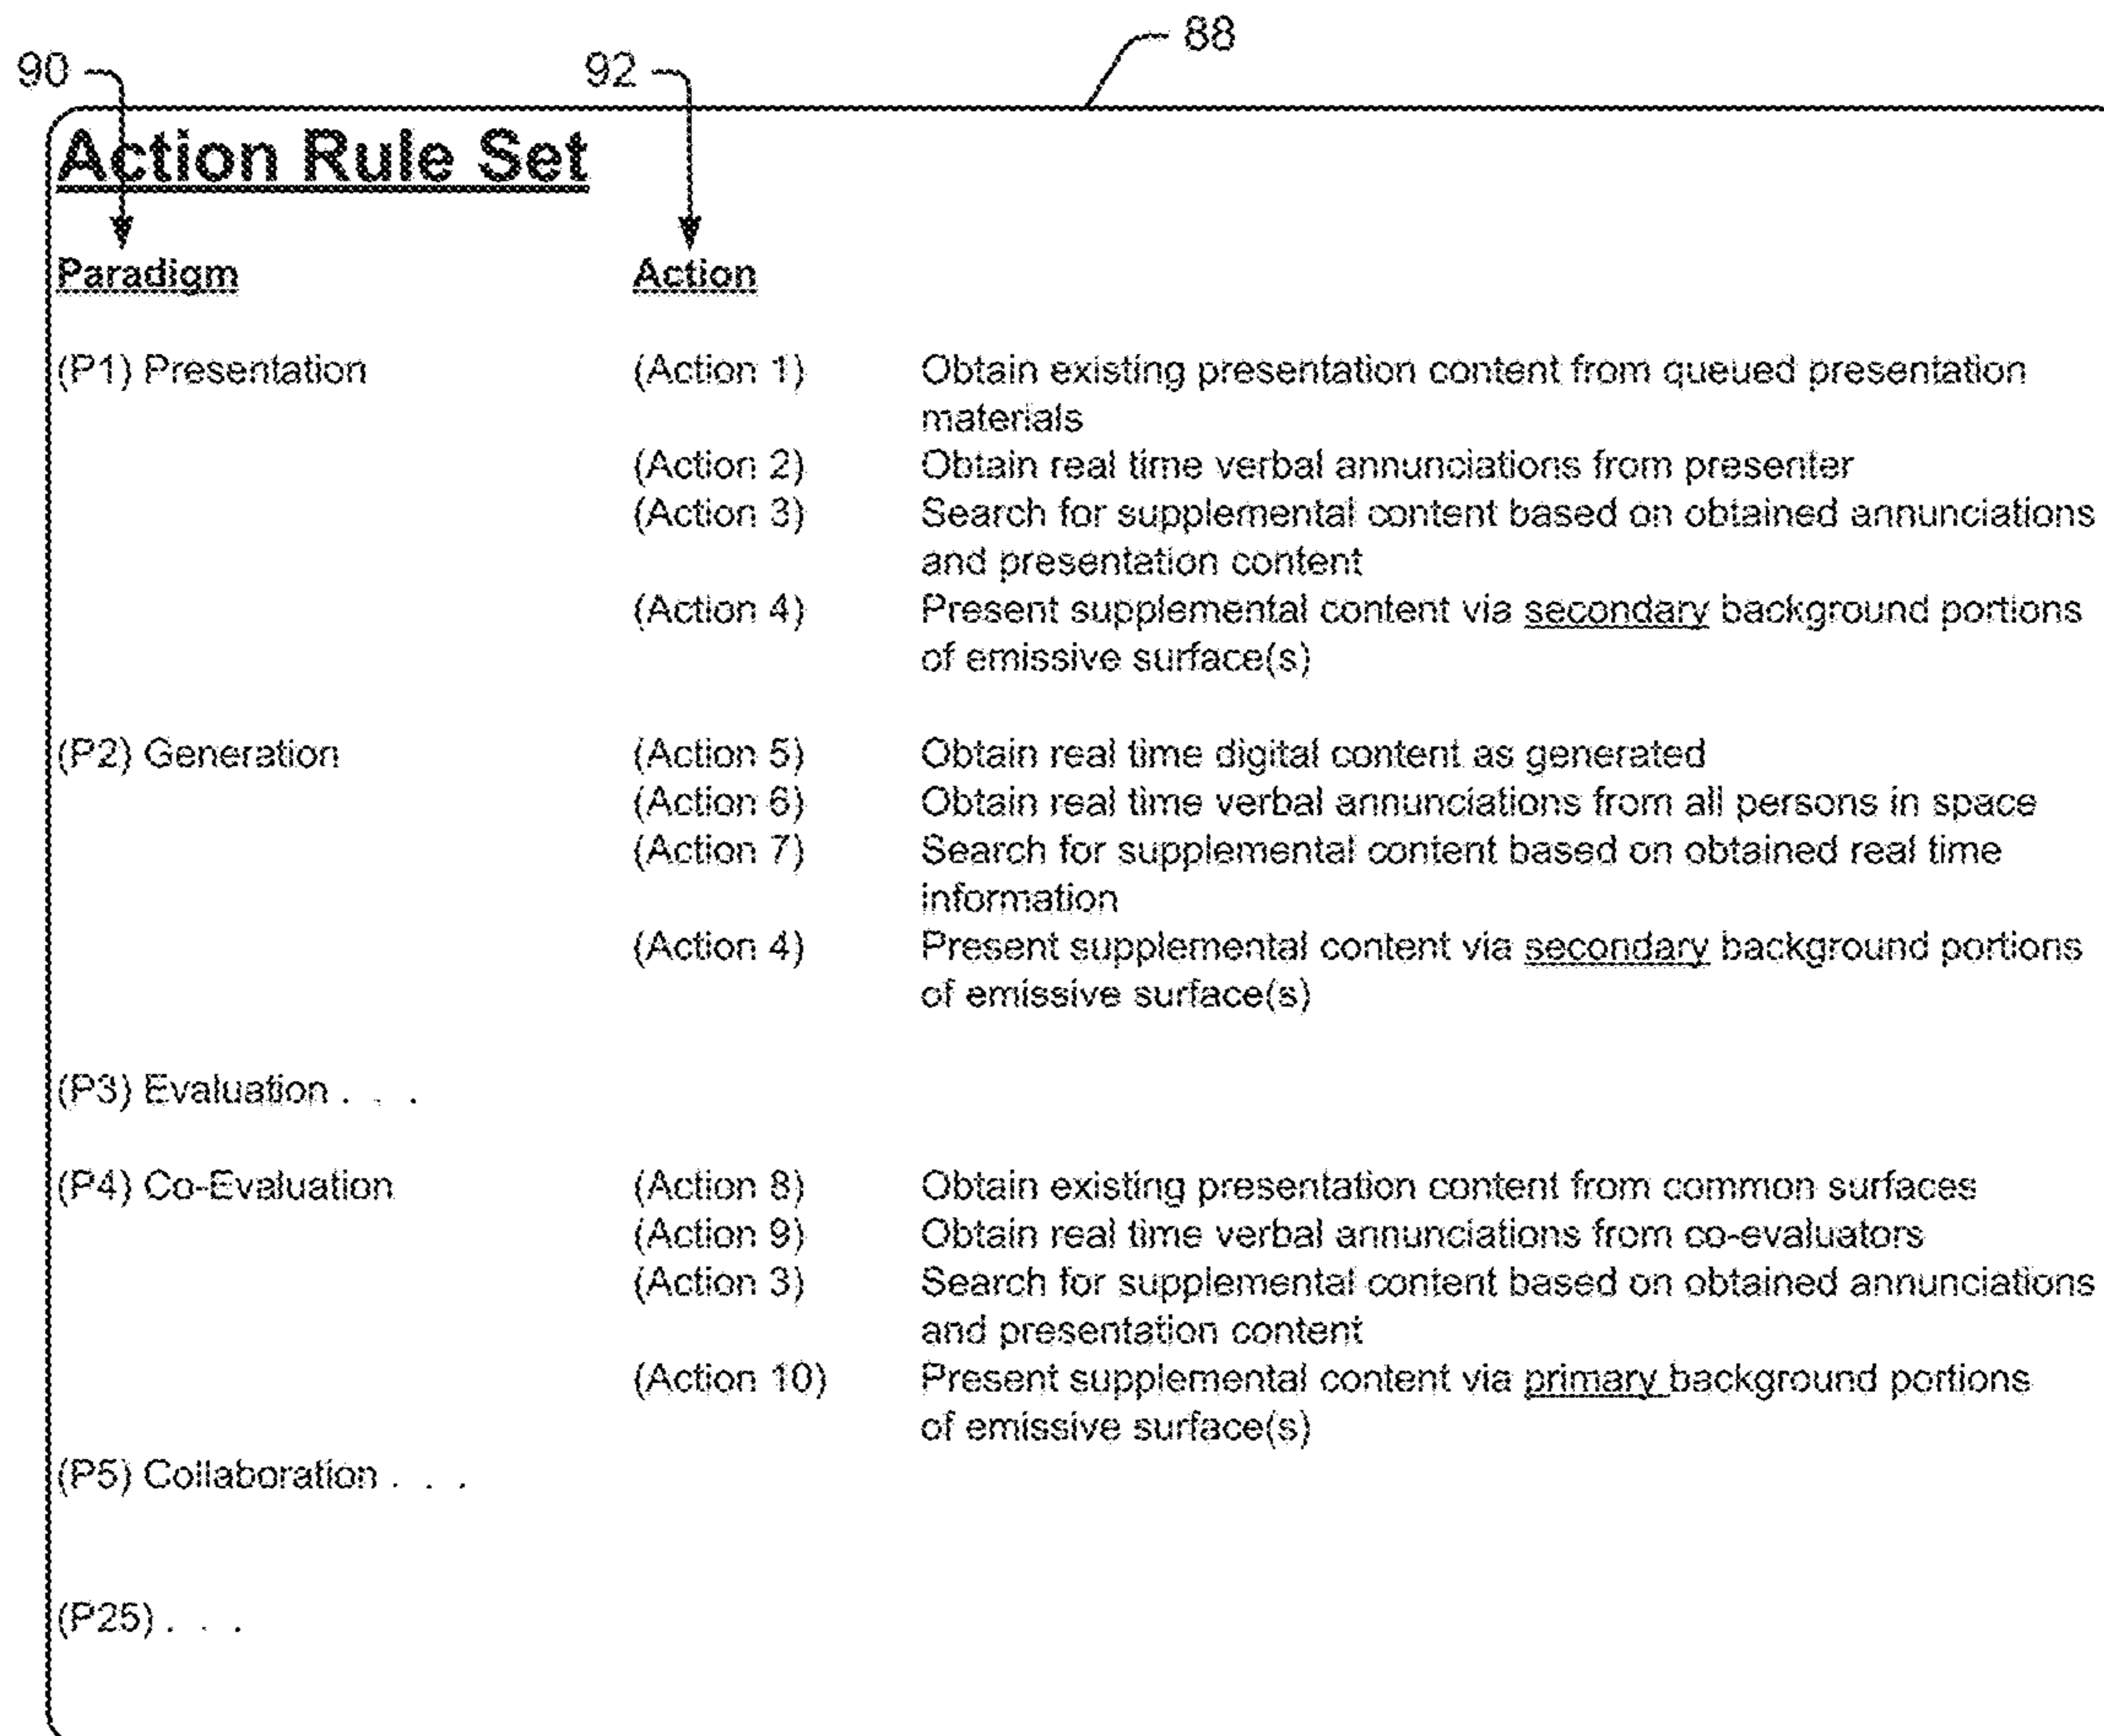 88
90
92
Action Rule Set
Paradigm Action
(P1) Presentation (Action 1) Obtain existing presentation content from queued presentation
materials
(Action 2) Obtain real time verbal annunciations from presenter
(Action 3) Search for supplemental content based on obtained annunciations
and presentation content
(Action 4) Present supplemental content via secondary background portions
of emissive surface(s)
(P2) Generation (Action 5) Obtain real time digital content as generated
(Action 6) Obtain real time verbal annunciations from all persons in space
(Action 7) Search for supplemental content based on obtained real time
information
(Action 4) Present supplemental content via secondary background portions
of emissive surface(s)
(P3) Evaluation . . .
(P4) Co-Evaluation (Action 8) Obtain existing presentation content from common surfaces
(Action 9) Obtain real time verbal annunciations from co-evaluators
(Action 3) Search for supplemental content based on obtained annunciations
and presentation content
(Action 10) Present supplemental content via primary background portions
of emissive surface(s)
(P5) Collaboration . . .
(P25) . . .